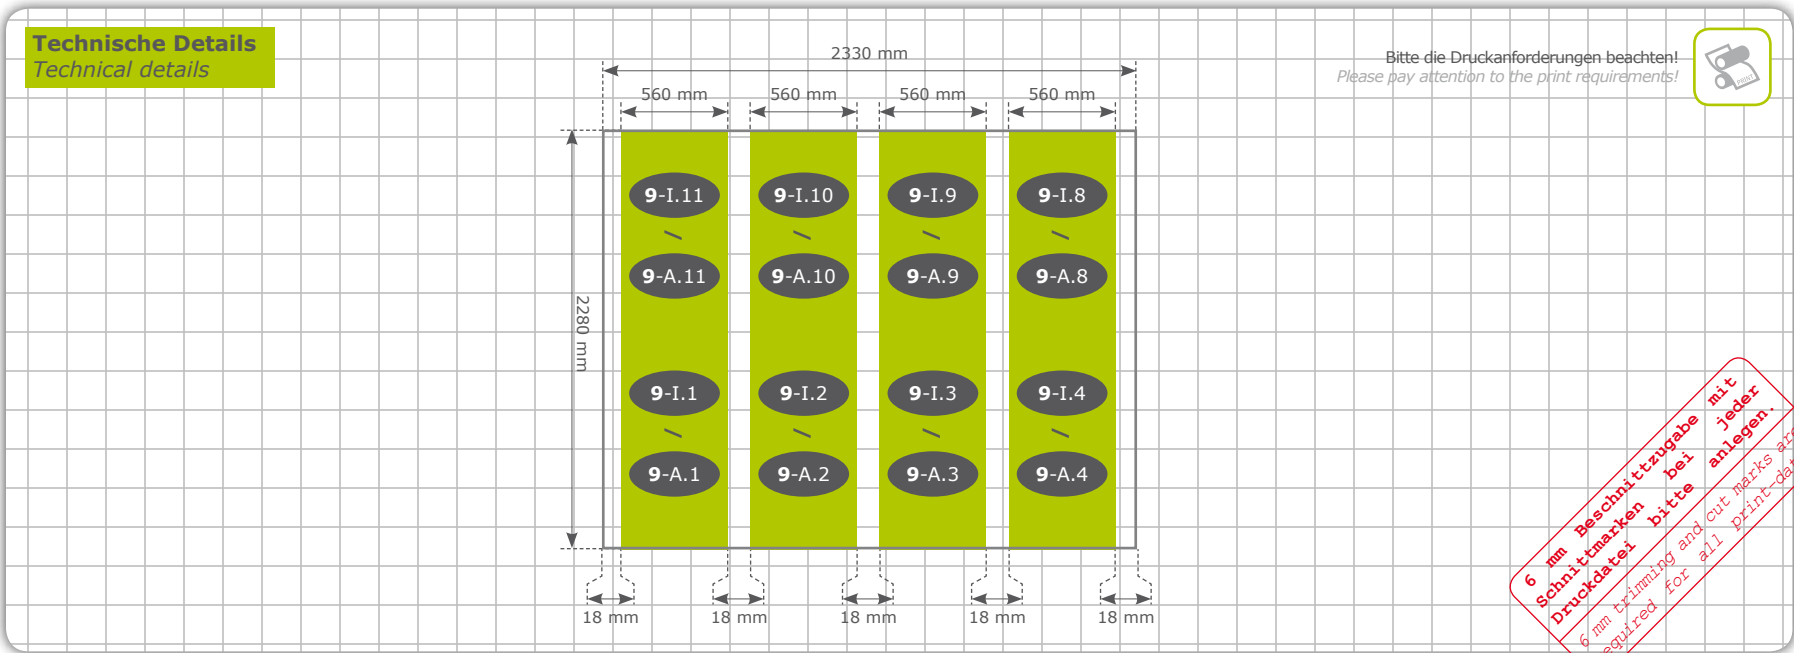 Technische Details
Technical details
2330 mm
Bitte die Druckanforderungen beachten!
Please pay attention to the print requirements!
PRINT
560 mm 560 mm 560 mm 560 mm
9-I.11 9-I.10 9-I.9 9-I.8
/ / / /
9-A.11 9-A.10 9-A.9 9-A.8
2280 mm
9-I.1 9-I.2 9-I.3 9-I.4
/ / / /
9-A.1 9-A.2 9-A.3 9-A.4
18 mm 18 mm 18 mm 18 mm 18 mm
6 mm Beschnittzugabe mit
Schnittmarken bei jeder
Druckdatei bitte anlegen.
6 mm trimming and cut marks are
equired for all print-dat